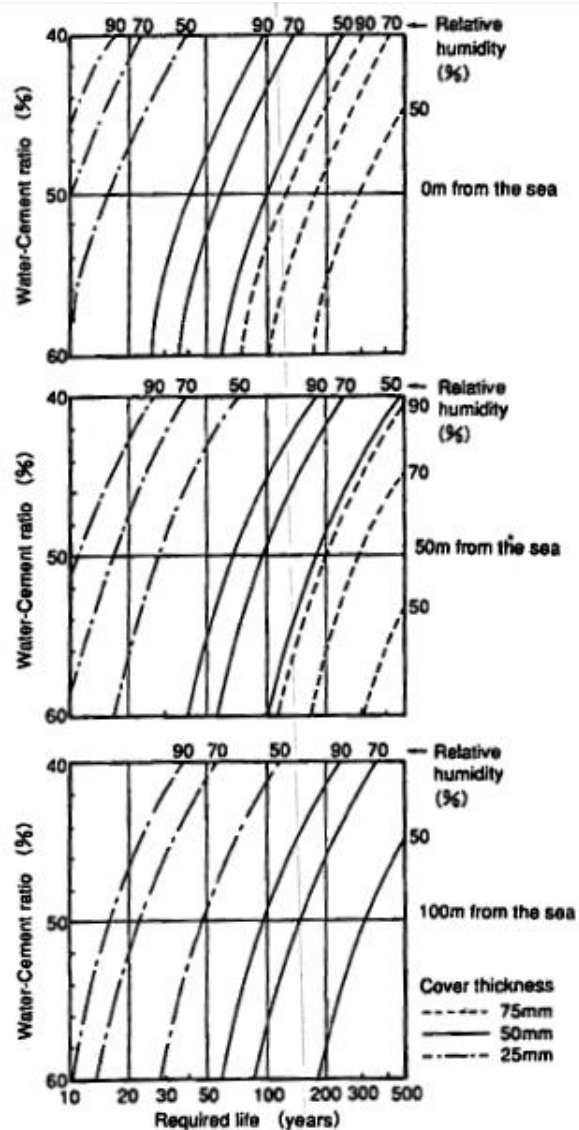 90 70 50 90 70 50 90 70 ← Relative
humidity
(%)
40
50
50
60
Water-Cement ratio (%)
0m from the sea
90 70 50 90 70 50 ← Relative
humidity
(%)
40
90
70
50
50
60
Water-Cement ratio (%)
50m from the sea
90 70 50 90 70 ← Relative
humidity
(%)
40
50
50
60
Water-Cement ratio (%)
100m from the sea
Cover thickness
75mm
50mm
25mm
10 20 30 50 100 200 300 500
Required life (years)